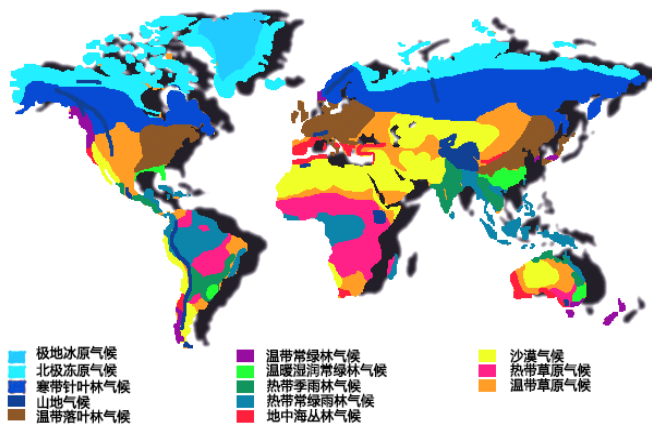 极地冰原气候
北极冻原气候
寒带针叶林气候
山地气候
温带落叶林气候
温带常绿林气候
温暖湿润常绿林气候
热带季雨林气候
热带常绿雨林气候
地中海丛林气候
沙漠气候
热带草原气候
温带草原气候